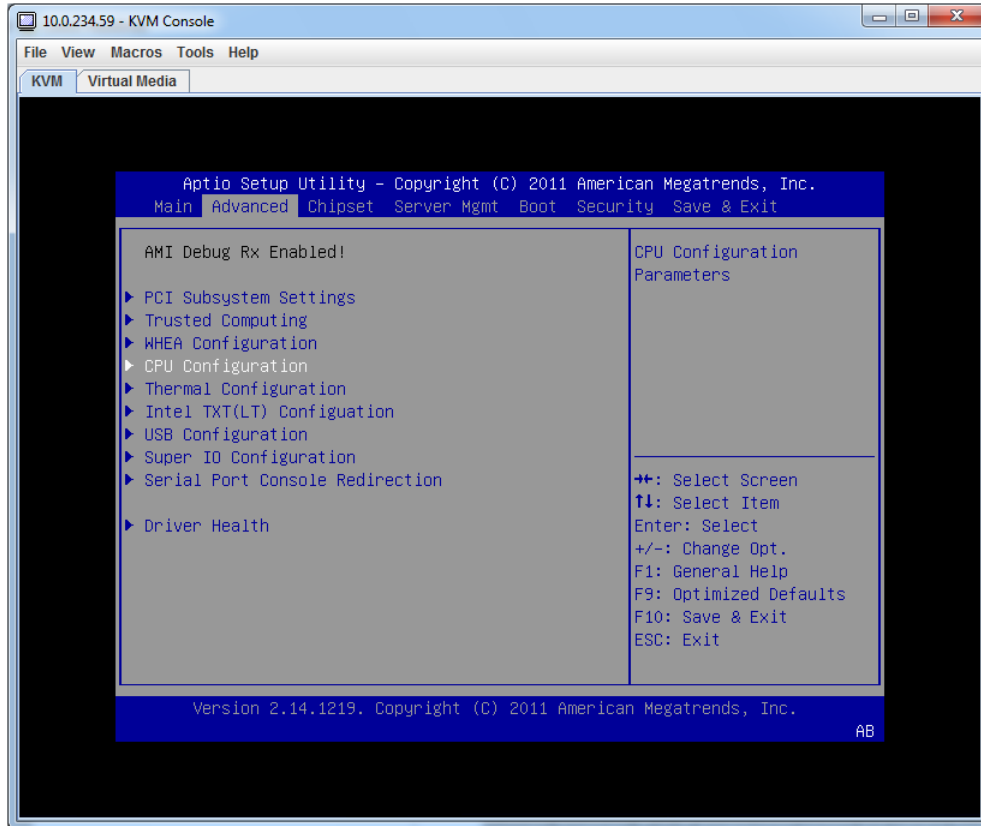 10.0.234.59 - KVM Console
File View Macros Tools Help
KVM Virtual Media
Aptio Setup Utility – Copyright (C) 2011 American Megatrends, Inc.
Main Advanced Chipset Server Mgmt Boot Security Save & Exit
AMI Debug Rx Enabled!
PCI Subsystem Settings
Trusted Computing
WHEA Configuration
CPU Configuration
Thermal Configuration
Intel TXT(LT) Configuation
USB Configuration
Super IO Configuration
Serial Port Console Redirection
Driver Health
CPU Configuration
Parameters
→←: Select Screen
↑↓: Select Item
Enter: Select
+/-: Change Opt.
F1: General Help
F9: Optimized Defaults
F10: Save & Exit
ESC: Exit
Version 2.14.1219. Copyright (C) 2011 American Megatrends, Inc.
AB